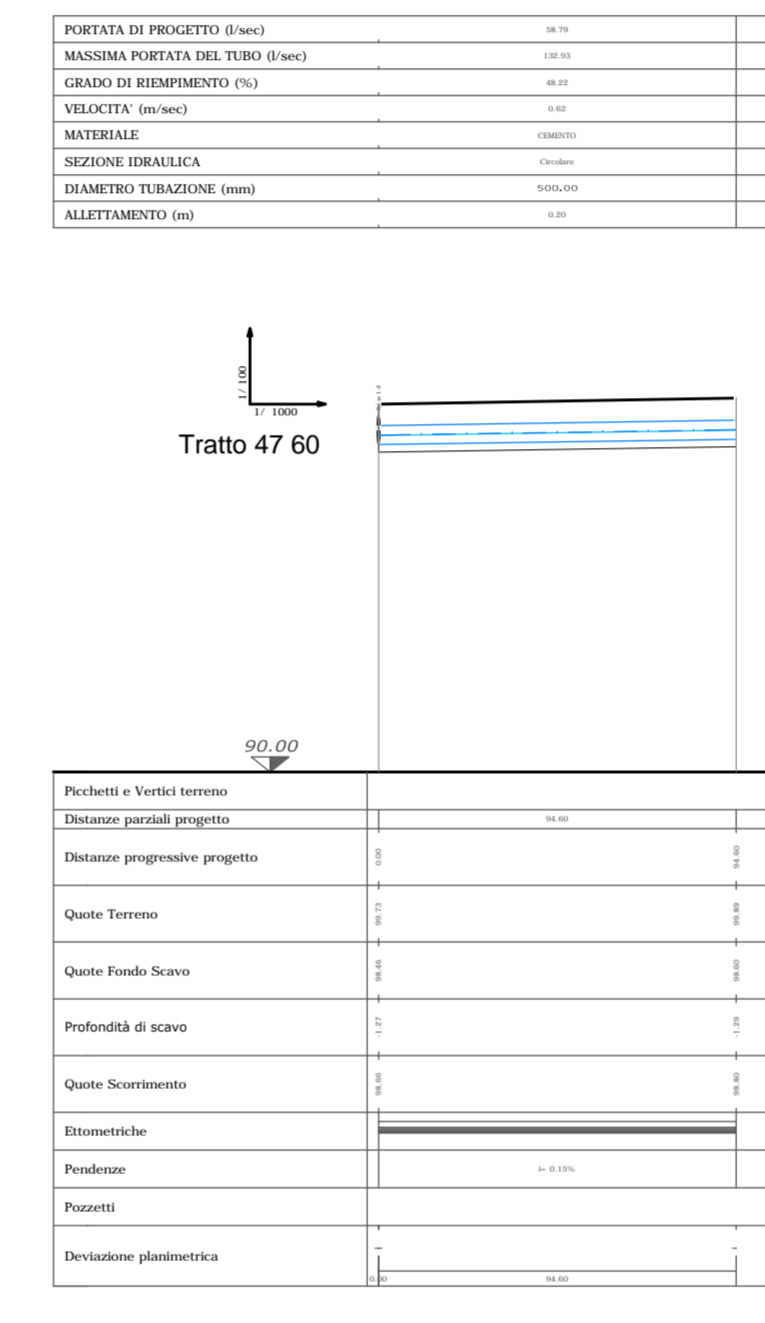 PORTATA DI PROGETTO (l/sec) 58.79
MASSIMA PORTATA DEL TUBO (l/sec) 132.93
GRADO DI RIEMPIMENTO (%) 48.22
VELOCITA' (m/sec) 0.62
MATERIALE CEMENTO
SEZIONE IDRAULICA Circolare
DIAMETRO TUBAZIONE (mm) 500.00
ALLETTAMENTO (m) 0.20
1/ 100
1/ 1000
Tratto 47 60
90.00
Picchetti e Vertici terreno
Distanze parziali progetto 94.60
Distanze progressive progetto 0.00 94.60
Quote Terreno 99.73 99.89
Quote Fondo Scavo 98.46 98.60
Profondità di scavo -1.27 -1.29
Quote Scorrimento 98.66 98.80
Ettometriche
Pendenze i= 0.15%
Pozzetti
Deviazione planimetrica
0.00 94.60